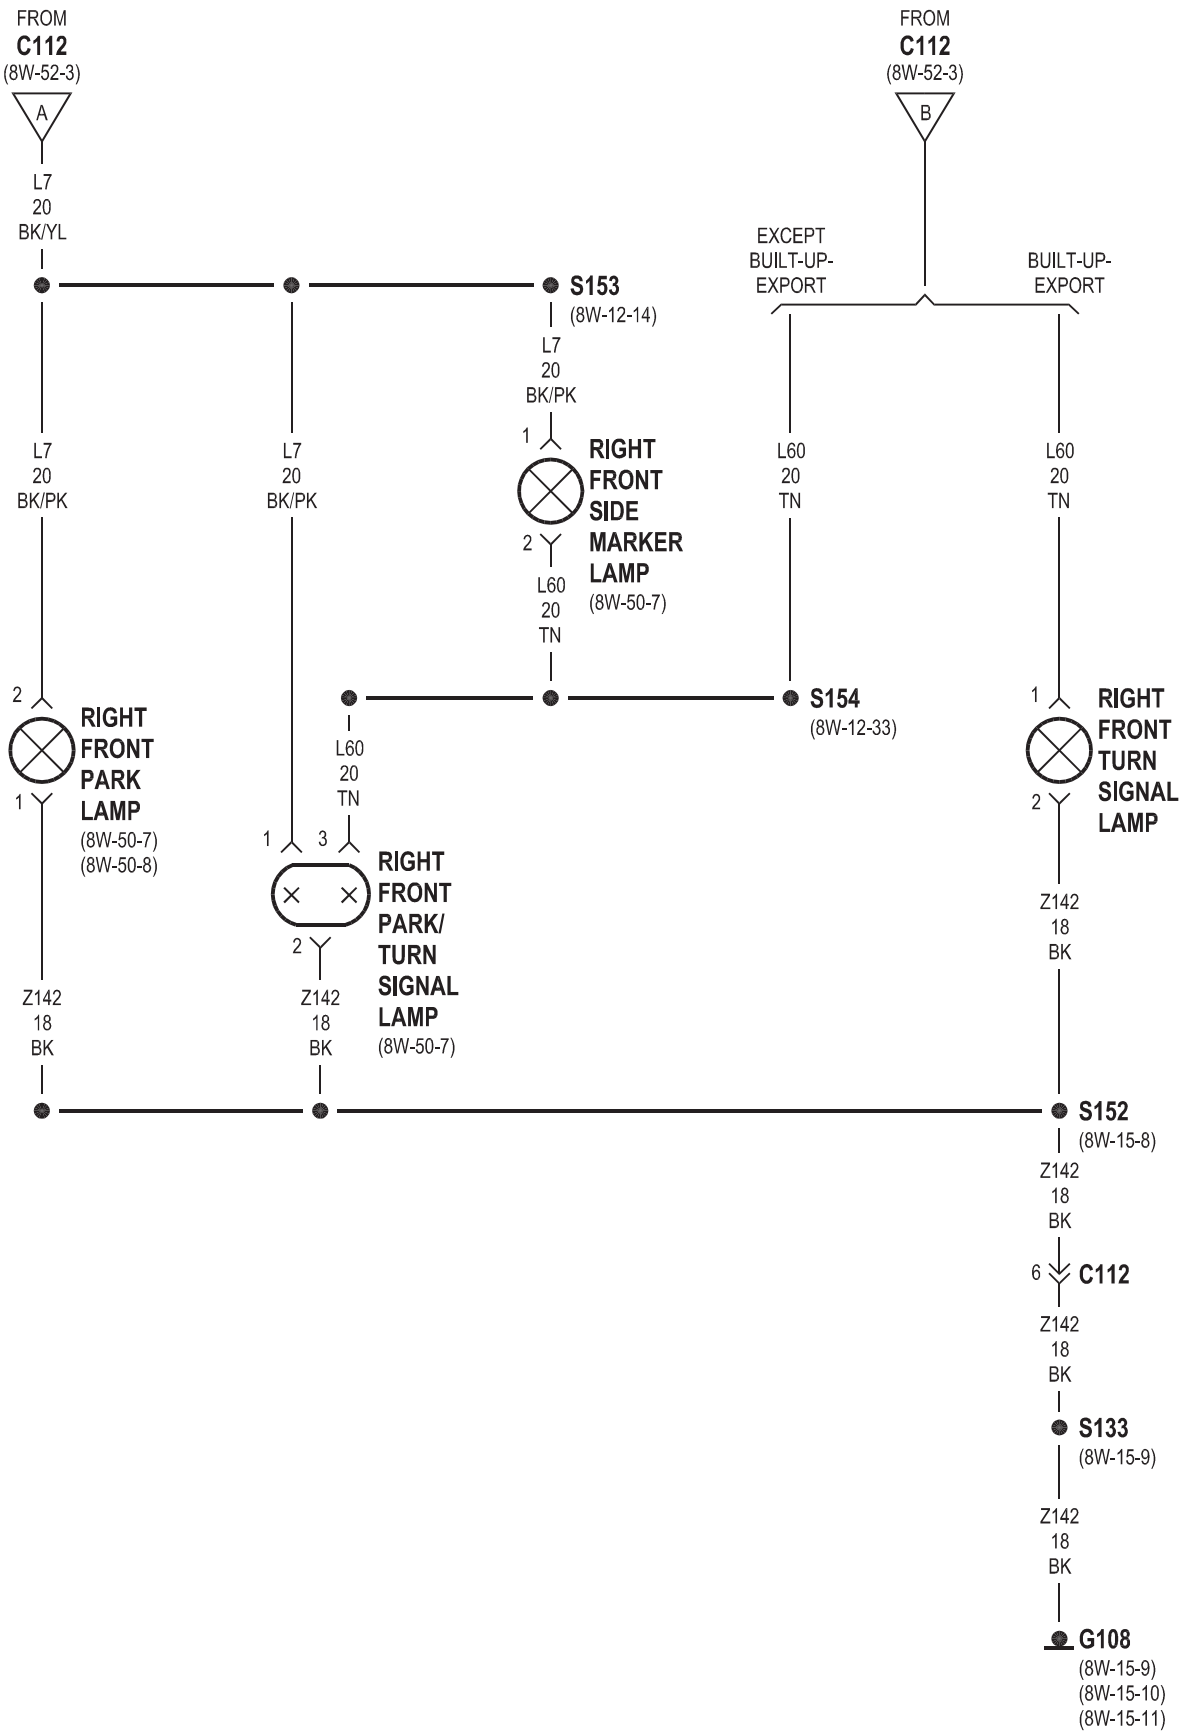 FROM
C112
(8W-52-3)
A
FROM
C112
(8W-52-3)
B
L7
20
BK/YL
EXCEPT
BUILT-UP-
EXPORT
BUILT-UP-
EXPORT
S153
(8W-12-14)
L7
20
BK/PK
L7
20
BK/PK
L7
20
BK/PK
1
2
RIGHT
FRONT
SIDE
MARKER
LAMP
(8W-50-7)
L60
20
TN
L60
20
TN
L60
20
TN
S154
(8W-12-33)
2
1
RIGHT
FRONT
PARK
LAMP
(8W-50-7)
(8W-50-8)
L60
20
TN
1
3
2
RIGHT
FRONT
PARK/
TURN
SIGNAL
LAMP
(8W-50-7)
1
2
RIGHT
FRONT
TURN
SIGNAL
LAMP
Z142
18
BK
Z142
18
BK
Z142
18
BK
S152
(8W-15-8)
Z142
18
BK
6
C112
Z142
18
BK
S133
(8W-15-9)
Z142
18
BK
G108
(8W-15-9)
(8W-15-10)
(8W-15-11)